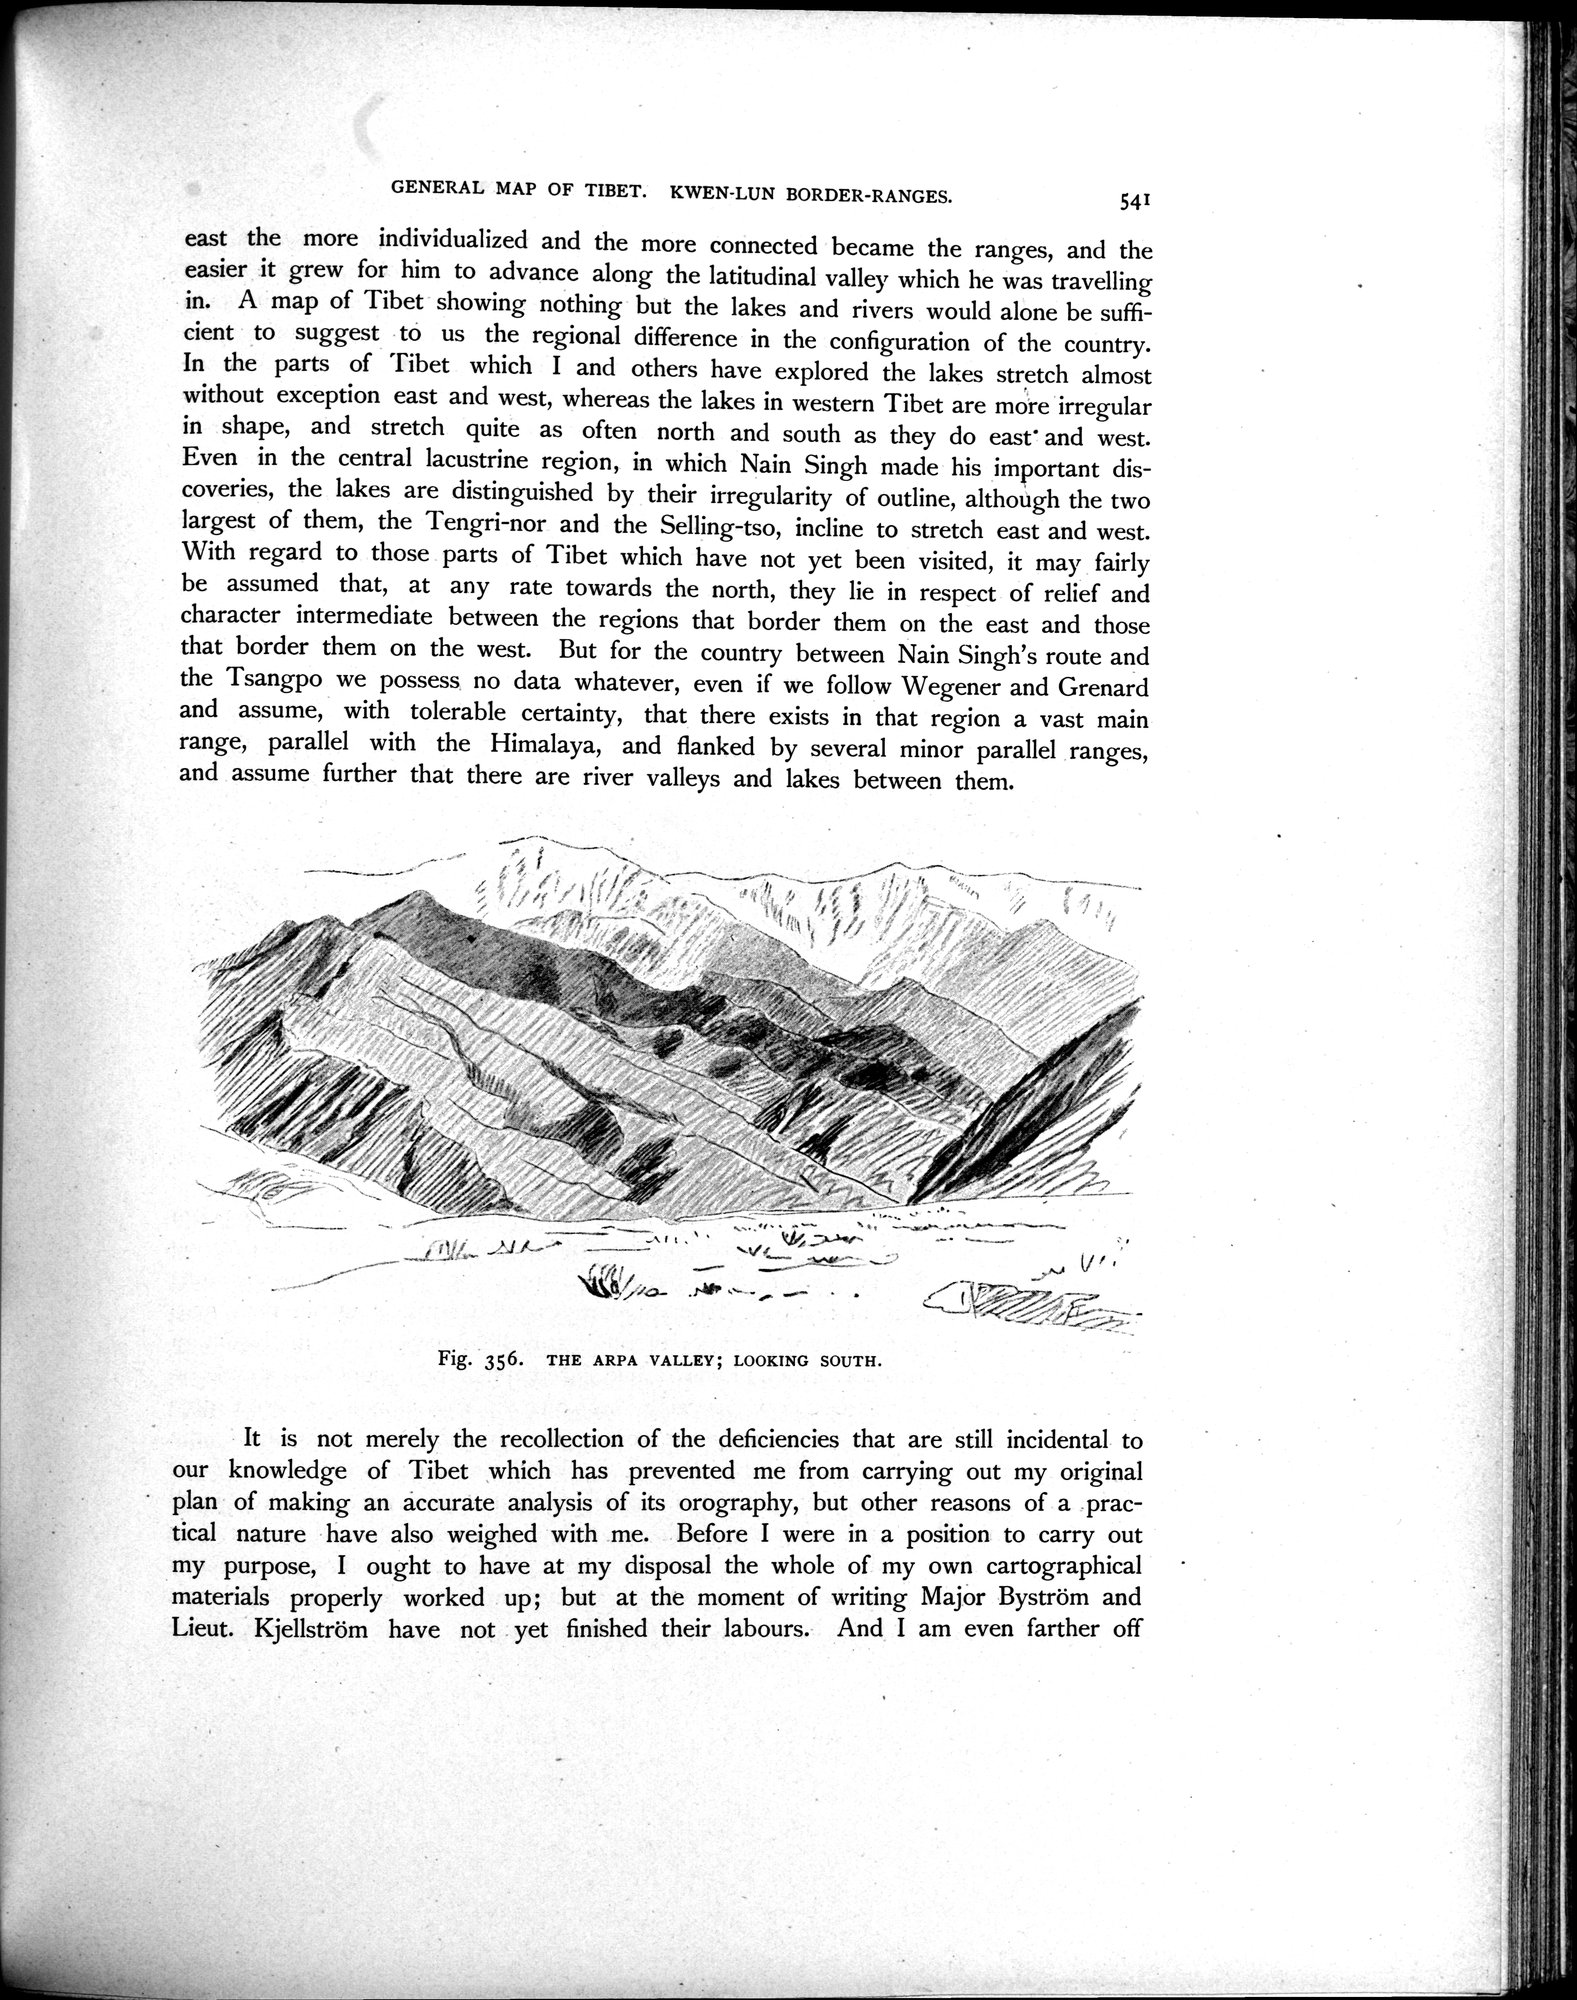 GENERAL MAP OF TIBET. KWEN-LUN BORDER-RANGES. 541
east the more individualized and the more connected became the ranges, and the
easier it grew for him to advance along the latitudinal valley which he was travelling
in. A map of Tibet showing nothing but the lakes and rivers would alone be suffi-
cient to suggest to us the regional difference in the configuration of the country.
In the parts of Tibet which I and others have explored the lakes stretch almost
without exception east and west, whereas the lakes in western Tibet are more irregular
in shape, and stretch quite as often north and south as they do east and west.
Even in the central lacustrine region, in which Nain Singh made his important dis-
coveries, the lakes are distinguished by their irregularity of outline, although the two
largest of them, the Tengri-nor and the Selling-tso, incline to stretch east and west.
With regard to those parts of Tibet which have not yet been visited, it may fairly
be assumed that, at any rate towards the north, they lie in respect of relief and
character intermediate between the regions that border them on the east and those
that border them on the west. But for the country between Nain Singh's route and
the Tsangpo we possess no data whatever, even if we follow Wegener and Grenard
and assume, with tolerable certainty, that there exists in that region a vast main
range, parallel with the Himalaya, and flanked by several minor parallel ranges,
and assume further that there are river valleys and lakes between them.
Fig. 356. THE ARPA VALLEY; LOOKING SOUTH.
It is not merely the recollection of the deficiencies that are still incidental to
our knowledge of Tibet which has prevented me from carrying out my original
plan of making an accurate analysis of its orography, but other reasons of a prac-
tical nature have also weighed with me. Before I were in a position to carry out
my purpose, I ought to have at my disposal the whole of my own cartographical
materials properly worked up; but at the moment of writing Major Byström and
Lieut. Kjellström have not yet finished their labours. And I am even farther off